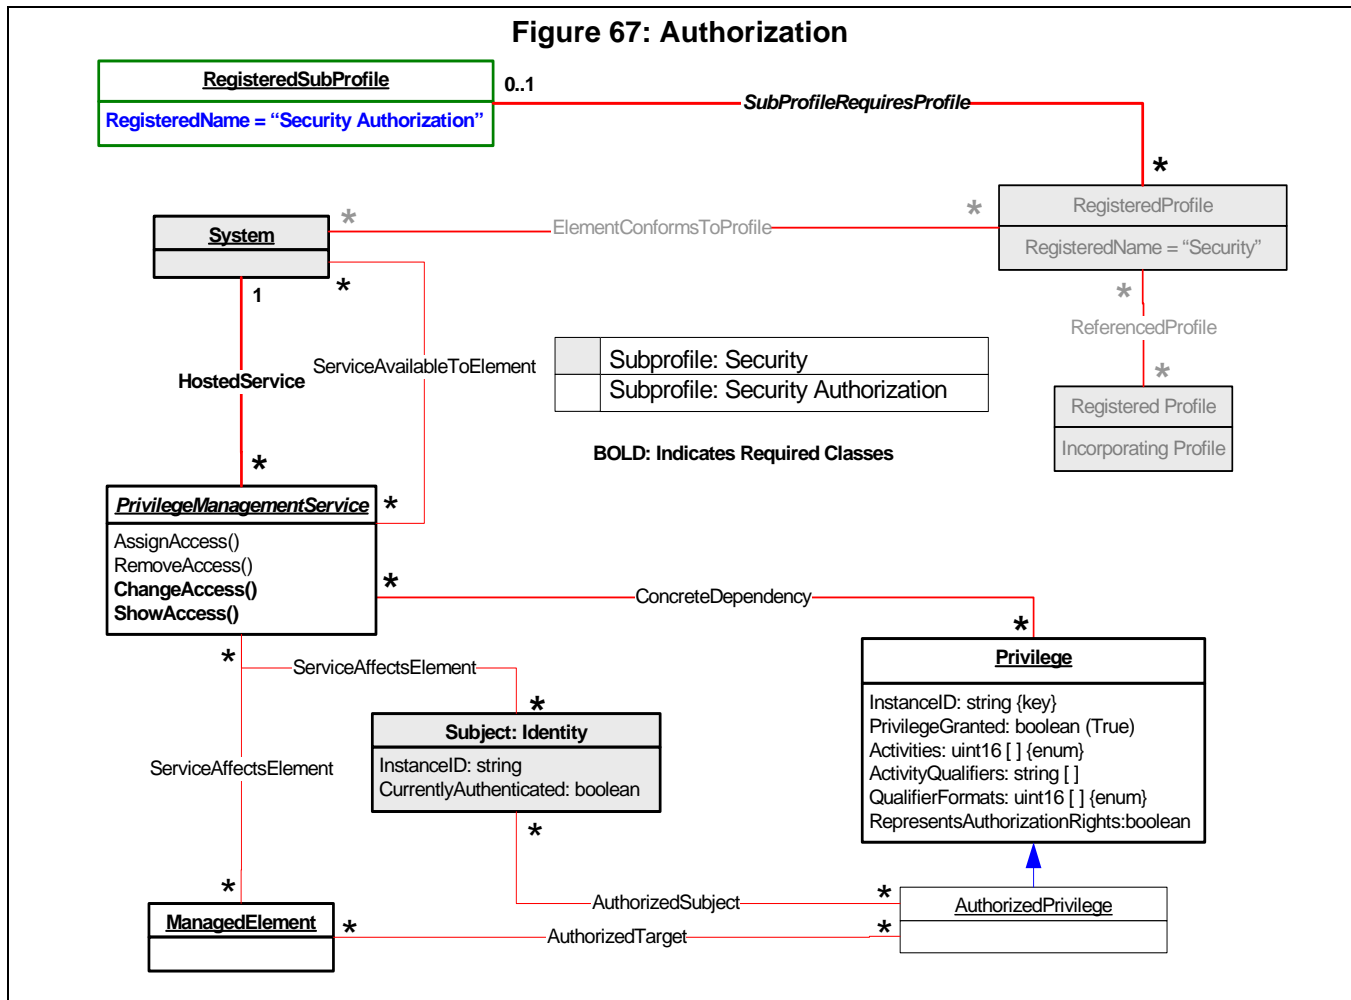 Figure 67: Authorization
RegisteredSubProfile
RegisteredName = “Security Authorization”
0..1
SubProfileRequiresProfile
*
RegisteredProfile
RegisteredName = “Security”
*
ElementConformsToProfile
*
System
*
1
*
ReferencedProfile
*
Registered Profile
Incorporating Profile
ServiceAvailableToElement
HostedService
Subprofile: Security
Subprofile: Security Authorization
BOLD: Indicates Required Classes
*
PrivilegeManagementService
*
AssignAccess()
RemoveAccess()
ChangeAccess()
ShowAccess()
*
ConcreteDependency
*
Privilege
InstanceID: string {key}
PrivilegeGranted: boolean (True)
Activities: uint16 [ ] {enum}
ActivityQualifiers: string [ ]
QualifierFormats: uint16 [ ] {enum}
RepresentsAuthorizationRights:boolean
*
ServiceAffectsElement
*
Subject: Identity
InstanceID: string
CurrentlyAuthenticated: boolean
ServiceAffectsElement
*
*
AuthorizedSubject
*
AuthorizedPrivilege
ManagedElement
*
AuthorizedTarget
*